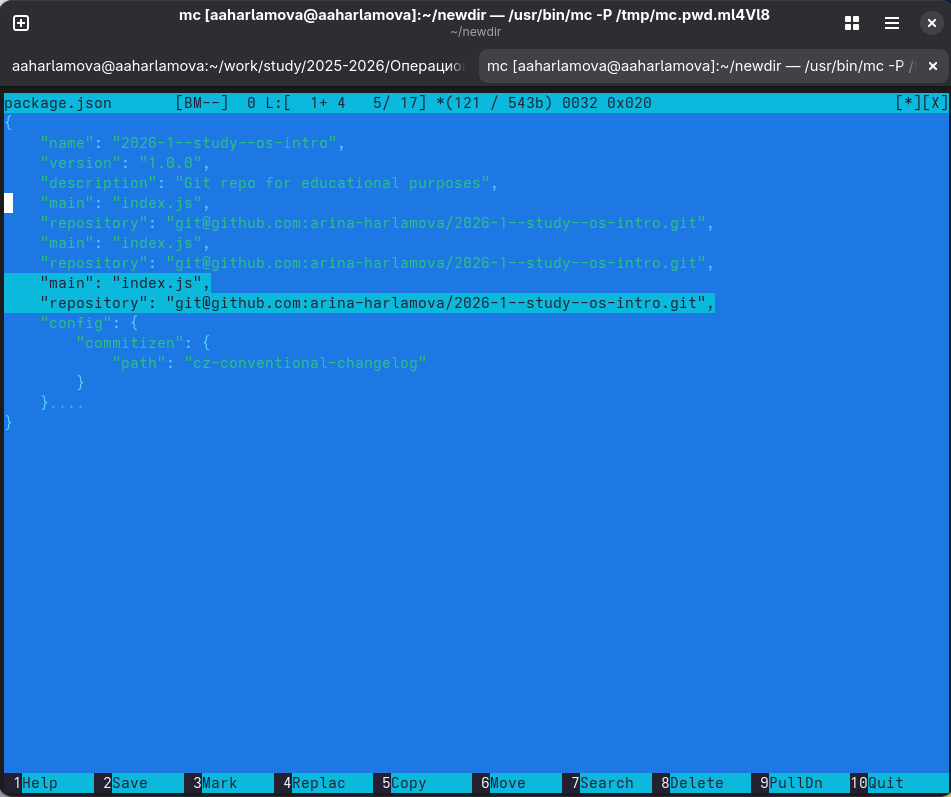 mc [aaharlamova@aaharlamova]:~/newdir — /usr/bin/mc -P /tmp/mc.pwd.ml4Vl8
~/newdir
aaharlamova@aaharlamova:~/work/study/2025-2026/Операцио
mc [aaharlamova@aaharlamova]:~/newdir — /usr/bin/mc -P /
package.json       [BM--]  0 L:[  1+ 4   5/ 17] *(121 / 543b) 0032 0x020                           [*][X]
{
    "name": "2026-1--study--os-intro",
    "version": "1.0.0",
    "description": "Git repo for educational purposes",
    "main": "index.js",
    "repository": "git@github.com:arina-harlamova/2026-1--study--os-intro.git",
    "main": "index.js",
    "repository": "git@github.com:arina-harlamova/2026-1--study--os-intro.git",
    "main": "index.js",
    "repository": "git@github.com:arina-harlamova/2026-1--study--os-intro.git",
    "config": {
        "commitizen": {
            "path": "cz-conventional-changelog"
        }
    }....
}
1Help 2Save 3Mark 4Replac 5Copy 6Move 7Search 8Delete 9PullDn 10Quit